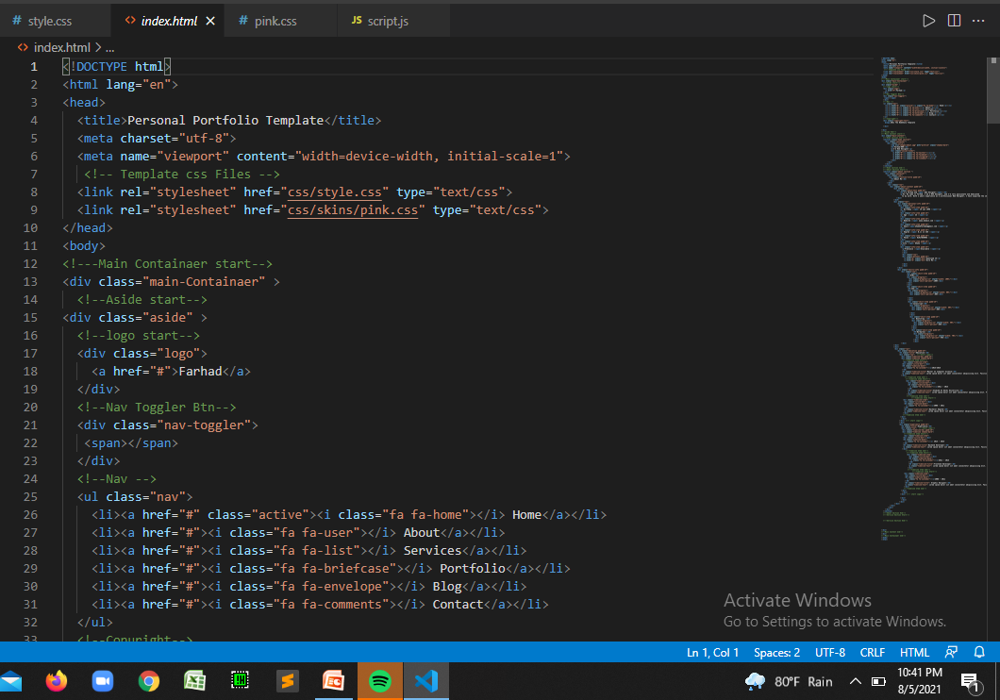 # style.css
<> index.html ×
# pink.css
JS script.js
<> index.html > ...
1 <!DOCTYPE html>
2 <html lang="en">
3 <head>
4 <title>Personal Portfolio Template</title>
5 <meta charset="utf-8">
6 <meta name="viewport" content="width=device-width, initial-scale=1">
7 <!-- Template css Files -->
8 <link rel="stylesheet" href="css/style.css" type="text/css">
9 <link rel="stylesheet" href="css/skins/pink.css" type="text/css">
10 </head>
11 <body>
12 <!---Main Containaer start-->
13 <div class="main-Containaer" >
14 <!--Aside start-->
15 <div class="aside" >
16 <!--logo start-->
17 <div class="logo">
18 <a href="#">Farhad</a>
19 </div>
20 <!--Nav Toggler Btn-->
21 <div class="nav-toggler">
22 <span></span>
23 </div>
24 <!--Nav -->
25 <ul class="nav">
26 <li><a href="#" class="active"><i class="fa fa-home"></i> Home</a></li>
27 <li><a href="#"><i class="fa fa-user"></i> About</a></li>
28 <li><a href="#"><i class="fa fa-list"></i> Services</a></li>
29 <li><a href="#"><i class="fa fa-briefcase"></i> Portfolio</a></li>
30 <li><a href="#"><i class="fa fa-envelope"></i> Blog</a></li>
31 <li><a href="#"><i class="fa fa-comments"></i> Contact</a></li>
32 </ul>
33 <!--Copyright-->
Activate Windows
Go to Settings to activate Windows.
Ln 1, Col 1 Spaces: 2 UTF-8 CRLF HTML
80°F Rain
10:41 PM
8/5/2021
1